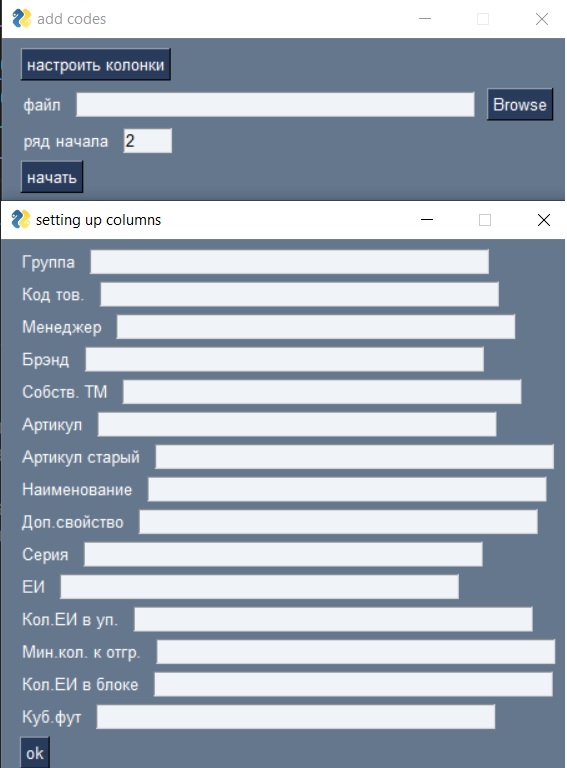 add codes
настроить колонки
файл Browse
ряд начала 2
начать
setting up columns
Группа
Код тов.
Менеджер
Брэнд
Собств. ТМ
Артикул
Артикул старый
Наименование
Доп.свойство
Серия
ЕИ
Кол.ЕИ в уп.
Мин.кол. к отгр.
Кол.ЕИ в блоке
Куб.фут
ok